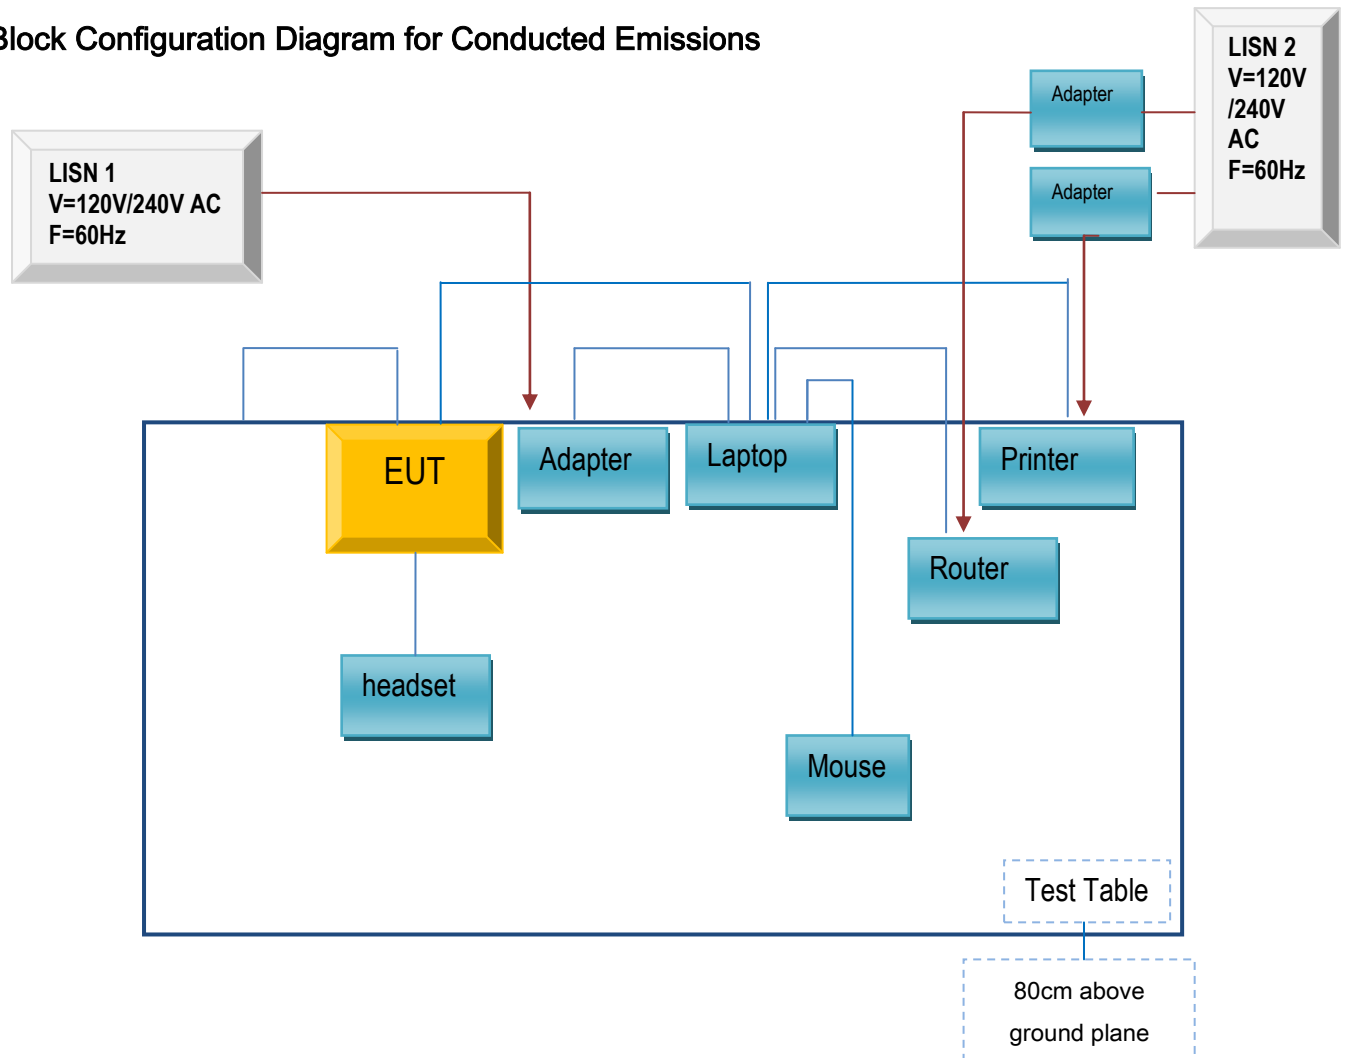 Block Configuration Diagram for Conducted Emissions
LISN 1
V=120V/240V AC
F=60Hz
Adapter
Adapter
LISN 2
V=120V
/240V
AC
F=60Hz
EUT
Adapter
Laptop
Printer
Router
headset
Mouse
Test Table
80cm above
ground plane